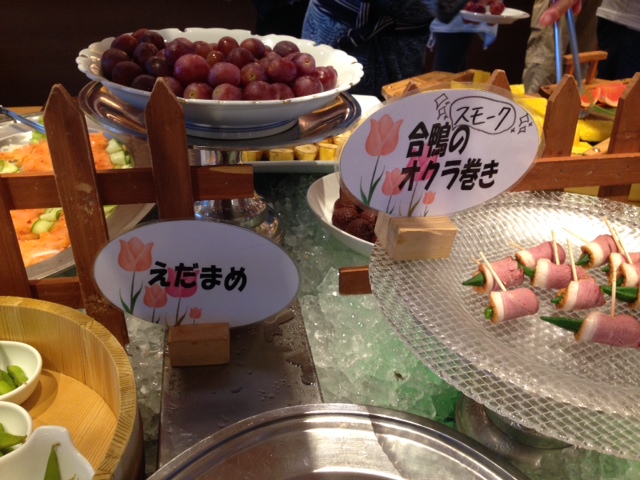 スモーク
合鴨の
オクラ巻き
えだまめ